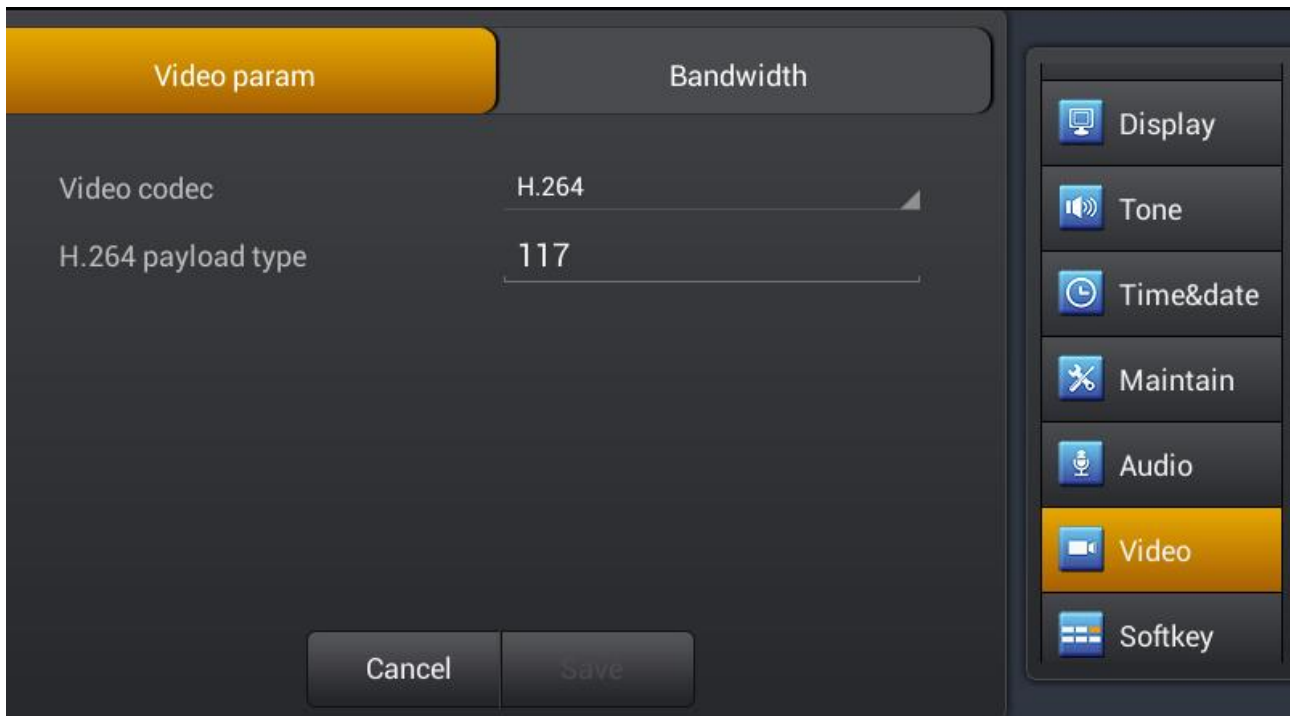 Video param
Bandwidth
Video codec
H.264
H.264 payload type
117
Cancel
Save
Display
Tone
Time&date
Maintain
Audio
Video
Softkey